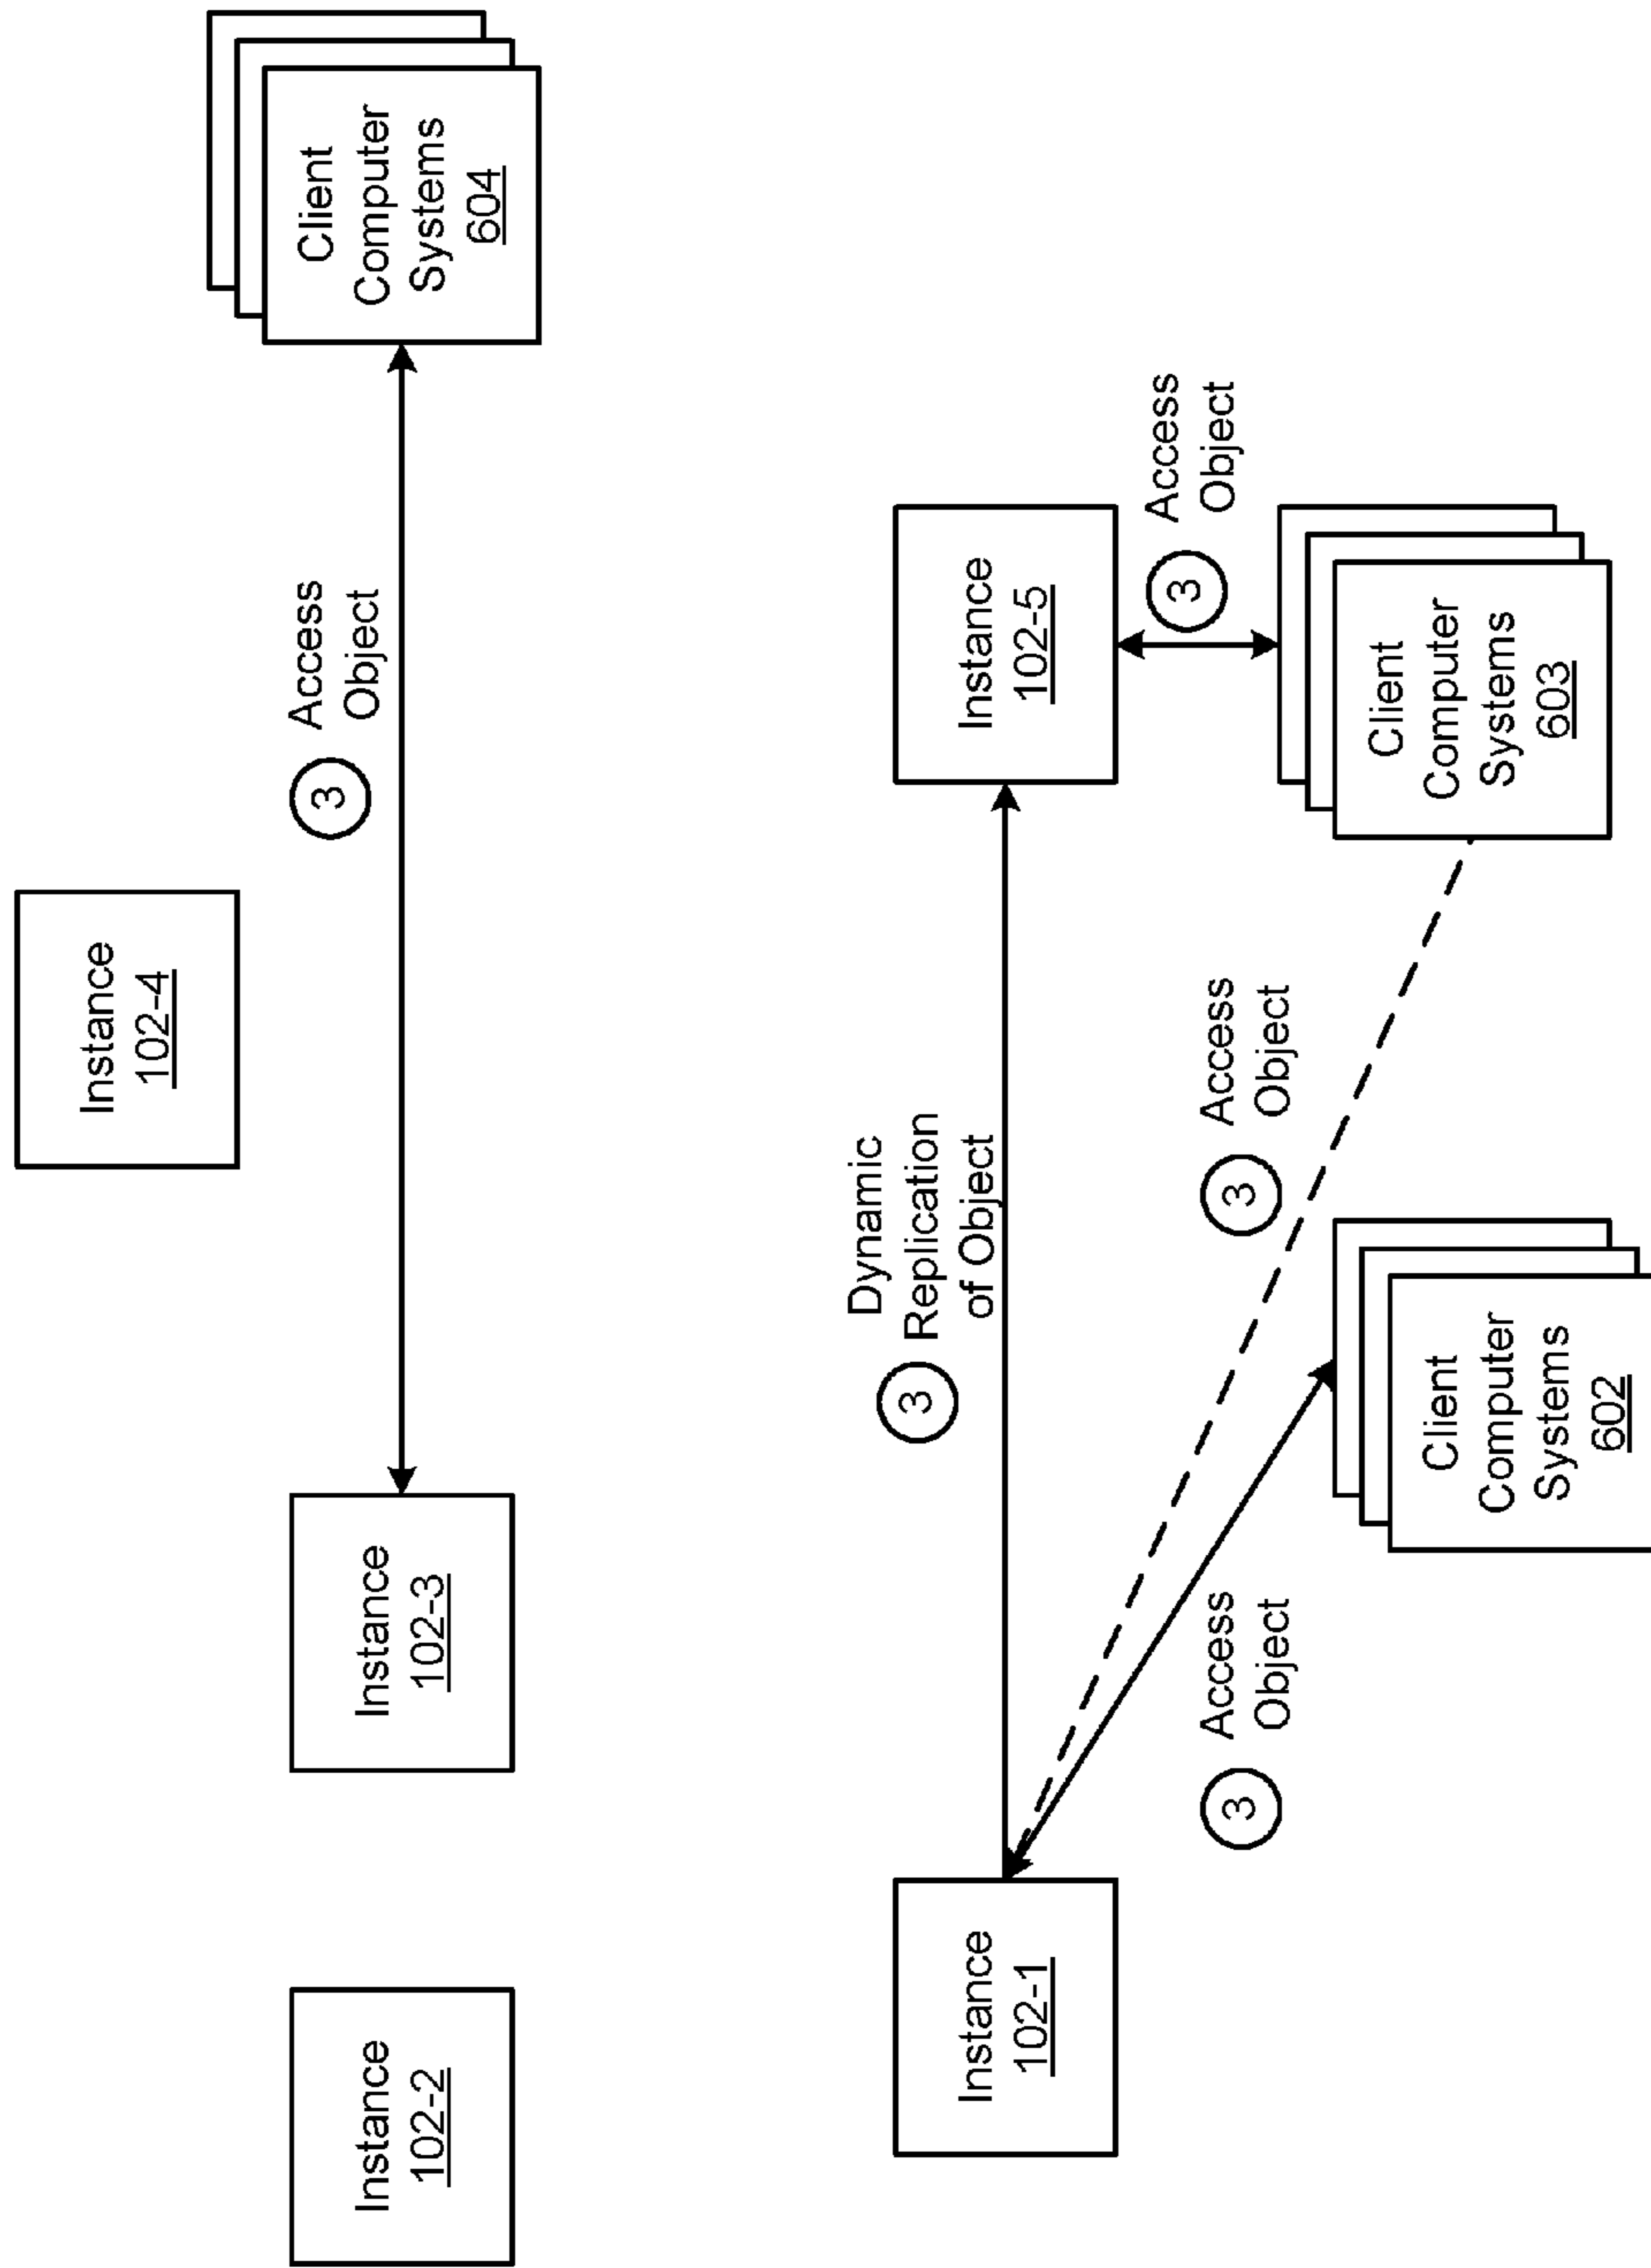 Instance
102-4
Client
Computer
Systems
604
3
Access
Object
Instance
102-2
Instance
102-3
3
Dynamic
Replication
of Object
Instance
102-1
Instance
102-5
3
Access
Object
3
Access
Object
3
Access
Object
Client
Computer
Systems
602
Client
Computer
Systems
603